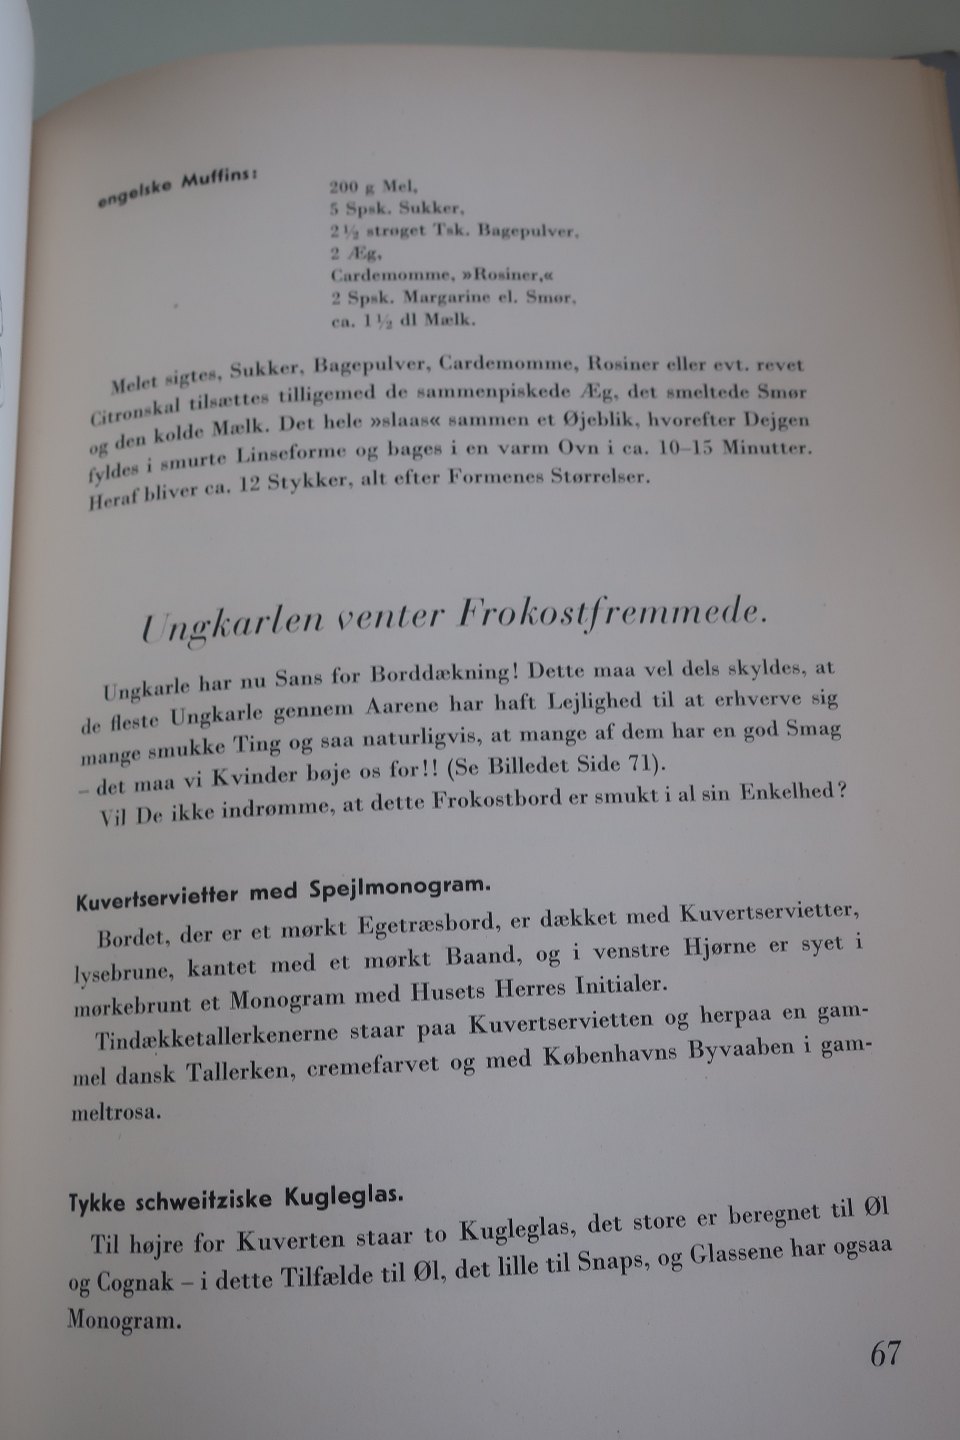 engelske Muffins:
200 g Mel,
5 Spsk. Sukker,
2 ½ strøget Tsk. Bagepulver,
2 Æg,
Cardemomme, »Rosiner,«
2 Spsk. Margarine el. Smør,
ca. 1 ½ dl Mælk.
Melet sigtes, Sukker, Bagepulver, Cardemomme, Rosiner eller evt. revet
Citronskal tilsættes tilligemed de sammenpiskede Æg, det smeltede Smør
og den kolde Mælk. Det hele »slaas« sammen et Øjeblik, hvorefter Dejgen
fyldes i smurte Linseforme og bages i en varm Ovn i ca. 10–15 Minutter.
Heraf bliver ca. 12 Stykker, alt efter Formenes Størrelser.
Ungkarlen venter Frokostfremmede.
Ungkarle har nu Sans for Borddækning! Dette maa vel dels skyldes, at
de fleste Ungkarle gennem Aarene har haft Lejlighed til at erhverve sig
mange smukke Ting og saa naturligvis, at mange af dem har en god Smag
– det maa vi Kvinder bøje os for!! (Se Billedet Side 71).
Vil De ikke indrømme, at dette Frokostbord er smukt i al sin Enkelhed?
Kuvertservietter med Spejlmonogram.
Bordet, der er et mørkt Egetræsbord, er dækket med Kuvertservietter,
lysebrune, kantet med et mørkt Baand, og i venstre Hjørne er syet i
mørkebrunt et Monogram med Husets Herres Initialer.
Tindækketallerkenerne staar paa Kuvertservietten og herpaa en gam-
mel dansk Tallerken, cremefarvet og med Københavns Byvaaben i gam-
meltrosa.
Tykke schweitziske Kugleglas.
Til højre for Kuverten staar to Kugleglas, det store er beregnet til Øl
og Cognak – i dette Tilfælde til Øl, det lille til Snaps, og Glassene har ogsaa
Monogram.
67